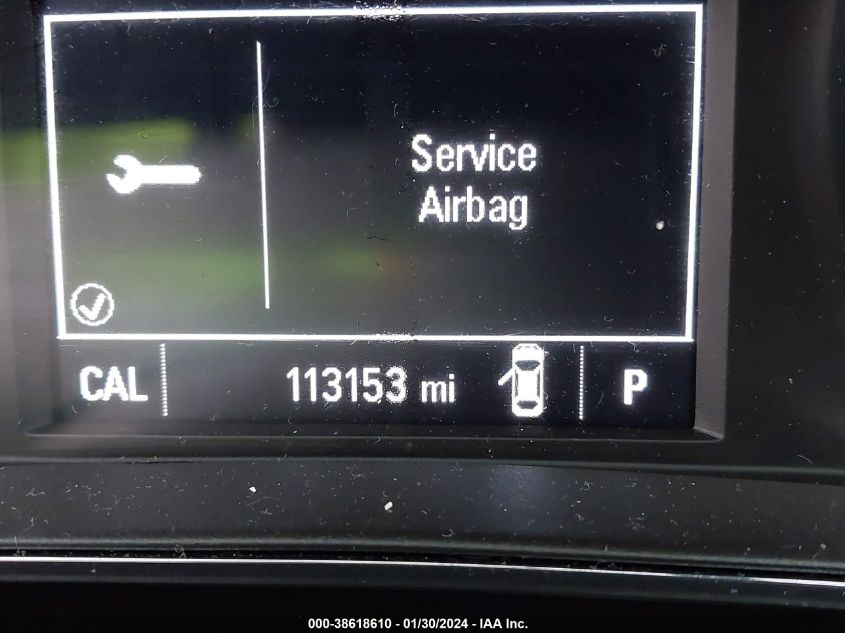 Service
Airbag
CAL 113153 mi P
000-38618610 - 01/30/2024 - IAA Inc.